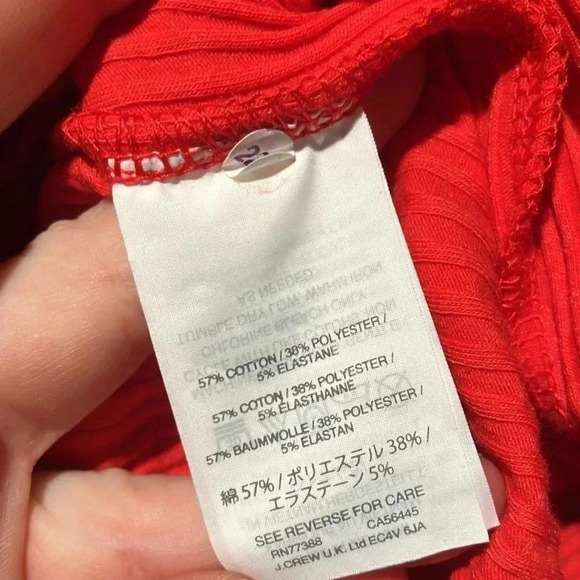 57% COTTON / 38% POLYESTER /
5% ELASTANE
57% COTON / 38% POLYESTER /
5% ÉLASTHANNE
57% BAUMWOLLE / 38% POLYESTER /
5% ELASTAN
綿 57% / ポリエステル 38% /
エラステーン 5%
SEE REVERSE FOR CARE
RN77388 CA56445
J.CREW U.K. Ltd EC4V 6JA